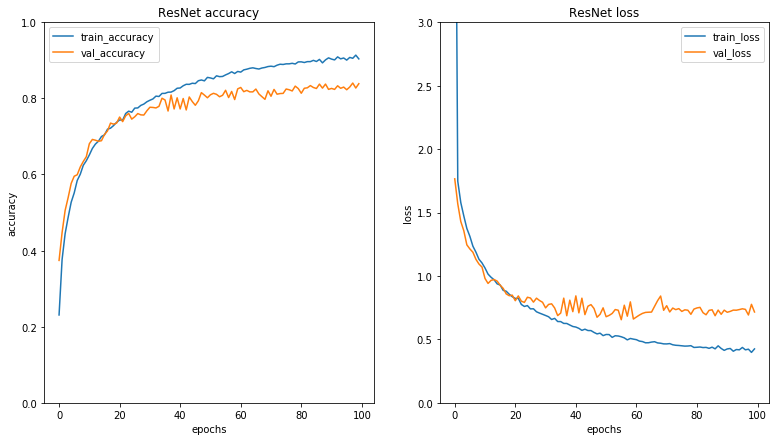 ResNet accuracy
train_accuracy
val_accuracy
1.0
0.8
0.6
0.4
0.2
0.0
accuracy
0
20
40
60
80
100
epochs
ResNet loss
train_loss
val_loss
3.0
2.5
2.0
1.5
1.0
0.5
0.0
loss
0
20
40
60
80
100
epochs